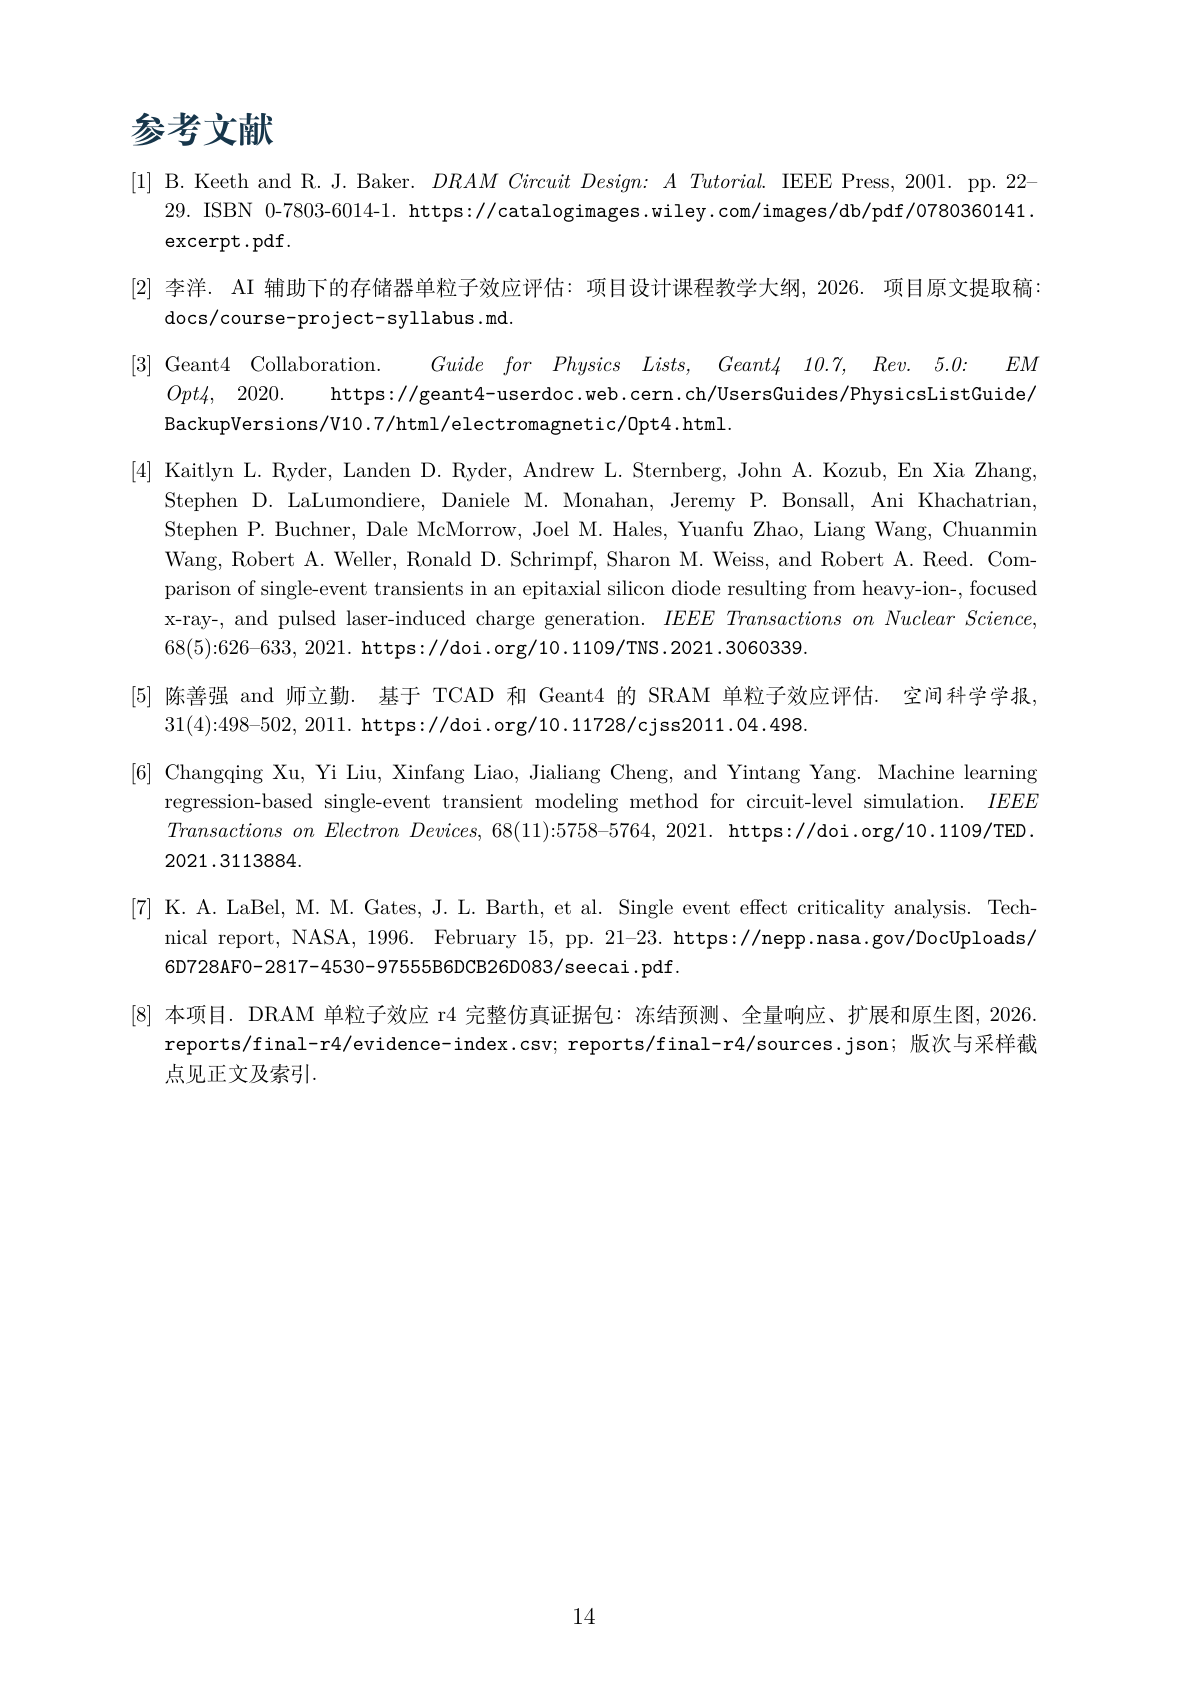 参考文献
[1] B. Keeth and R. J. Baker. DRAM Circuit Design: A Tutorial. IEEE Press, 2001. pp. 22–
29. ISBN 0-7803-6014-1. https://catalogimages.wiley.com/images/db/pdf/0780360141.
excerpt.pdf.
[2] 李洋. AI 辅助下的存储器单粒子效应评估：项目设计课程教学大纲, 2026. 项目原文提取稿：
docs/course-project-syllabus.md.
[3] Geant4 Collaboration. Guide for Physics Lists, Geant4 10.7, Rev. 5.0: EM
Opt4, 2020. https://geant4-userdoc.web.cern.ch/UsersGuides/PhysicsListGuide/
BackupVersions/V10.7/html/electromagnetic/Opt4.html.
[4] Kaitlyn L. Ryder, Landen D. Ryder, Andrew L. Sternberg, John A. Kozub, En Xia Zhang,
Stephen D. LaLumondiere, Daniele M. Monahan, Jeremy P. Bonsall, Ani Khachatrian,
Stephen P. Buchner, Dale McMorrow, Joel M. Hales, Yuanfu Zhao, Liang Wang, Chuanmin
Wang, Robert A. Weller, Ronald D. Schrimpf, Sharon M. Weiss, and Robert A. Reed. Com-
parison of single-event transients in an epitaxial silicon diode resulting from heavy-ion-, focused
x-ray-, and pulsed laser-induced charge generation. IEEE Transactions on Nuclear Science,
68(5):626–633, 2021. https://doi.org/10.1109/TNS.2021.3060339.
[5] 陈善强 and 师立勤. 基于 TCAD 和 Geant4 的 SRAM 单粒子效应评估. 空间科学学报,
31(4):498–502, 2011. https://doi.org/10.11728/cjss2011.04.498.
[6] Changqing Xu, Yi Liu, Xinfang Liao, Jialiang Cheng, and Yintang Yang. Machine learning
regression-based single-event transient modeling method for circuit-level simulation. IEEE
Transactions on Electron Devices, 68(11):5758–5764, 2021. https://doi.org/10.1109/TED.
2021.3113884.
[7] K. A. LaBel, M. M. Gates, J. L. Barth, et al. Single event effect criticality analysis. Tech-
nical report, NASA, 1996. February 15, pp. 21–23. https://nepp.nasa.gov/DocUploads/
6D728AF0-2817-4530-97555B6DCB26D083/seecai.pdf.
[8] 本项目. DRAM 单粒子效应 r4 完整仿真证据包：冻结预测、全量响应、扩展和原生图, 2026.
reports/final-r4/evidence-index.csv; reports/final-r4/sources.json; 版次与采样截
点见正文及索引.
14